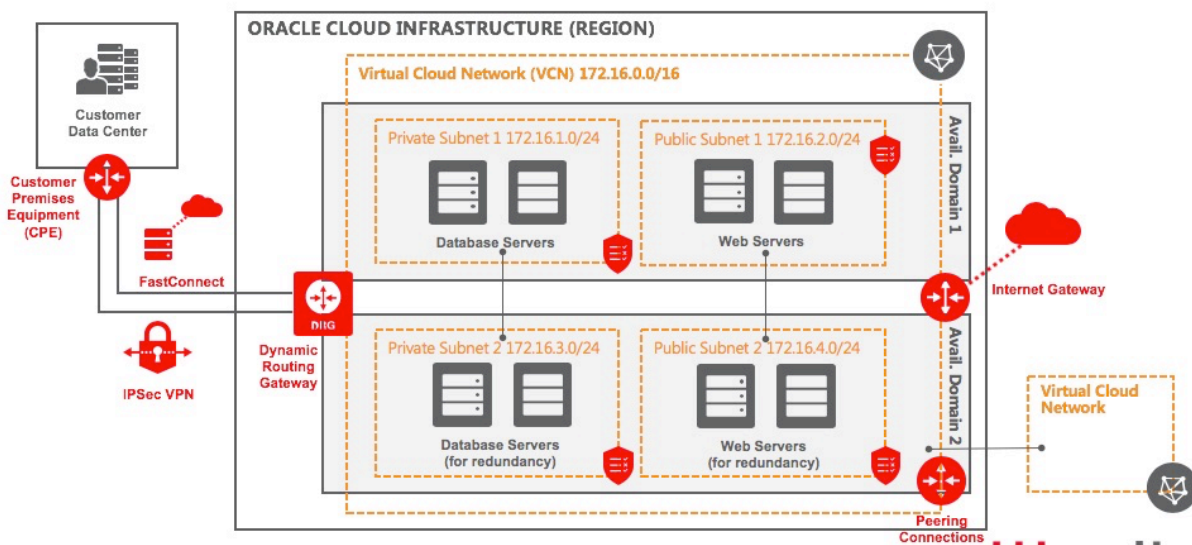 ORACLE CLOUD INFRASTRUCTURE (REGION)
Virtual Cloud Network (VCN) 172.16.0.0/16
Customer
Data Center
Customer
Premises
Equipment
(CPE)
FastConnect
IPSec VPN
DRG
Dynamic
Routing
Gateway
Private Subnet 1 172.16.1.0/24
Database Servers
Public Subnet 1 172.16.2.0/24
Web Servers
Avail. Domain 1
Internet Gateway
Private Subnet 2 172.16.3.0/24
Database Servers
(for redundancy)
Public Subnet 2 172.16.4.0/24
Web Servers
(for redundancy)
Avail. Domain 2
Virtual Cloud
Network
Peering
Connections